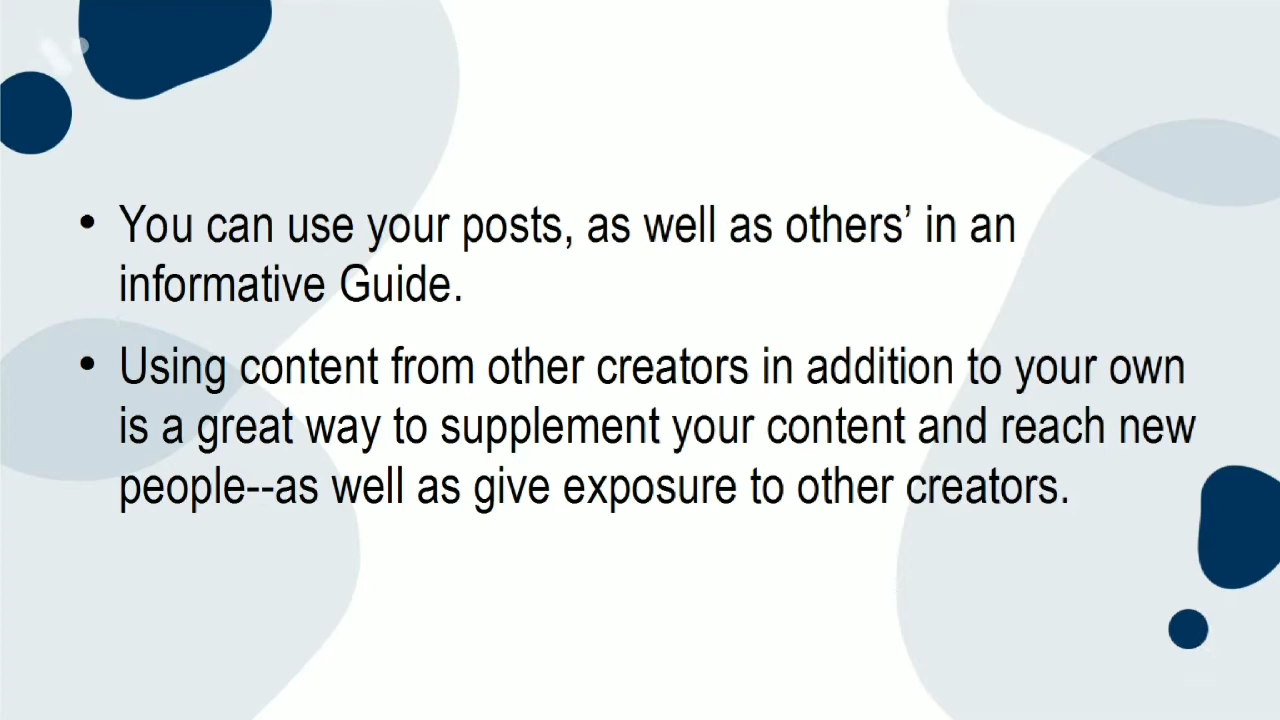 • You can use your posts, as well as others’ in an
informative Guide.
• Using content from other creators in addition to your own
is a great way to supplement your content and reach new
people--as well as give exposure to other creators.